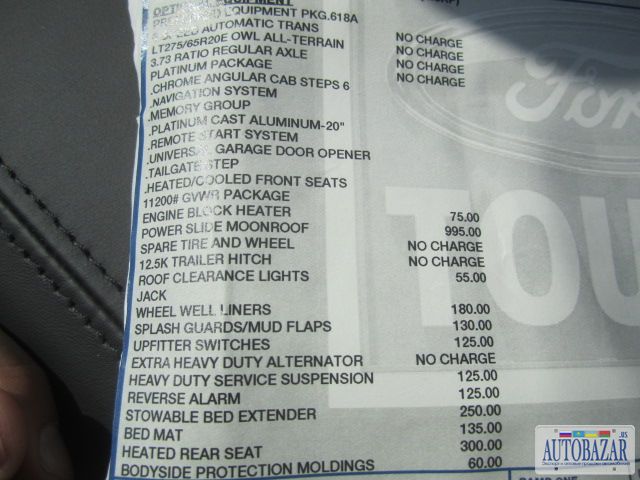 OPTIONAL EQUIPMENT
EQUIPMENT PKG.618A
AUTOMATIC TRANS NO CHARGE
LT275/65R20E OWL ALL-TERRAIN NO CHARGE
3.73 RATIO REGULAR AXLE NO CHARGE
PLATINUM PACKAGE NO CHARGE
.CHROME ANGULAR CAB STEPS 6
.NAVIGATION SYSTEM
.MEMORY GROUP
.PLATINUM CAST ALUMINUM-20"
.REMOTE START SYSTEM
.UNIVERSAL GARAGE DOOR OPENER
.TAILGATE STEP
.HEATED/COOLED FRONT SEATS
11200# GVWR PACKAGE
ENGINE BLOCK HEATER 75.00
POWER SLIDE MOONROOF 995.00
SPARE TIRE AND WHEEL NO CHARGE
12.5K TRAILER HITCH NO CHARGE
ROOF CLEARANCE LIGHTS 55.00
JACK
WHEEL WELL LINERS 180.00
SPLASH GUARDS/MUD FLAPS 130.00
UPFITTER SWITCHES 125.00
EXTRA HEAVY DUTY ALTERNATOR NO CHARGE
HEAVY DUTY SERVICE SUSPENSION 125.00
REVERSE ALARM 125.00
STOWABLE BED EXTENDER 250.00
BED MAT 135.00
HEATED REAR SEAT 300.00
BODYSIDE PROTECTION MOLDINGS 60.00
Ford
TOU
AUTOBAZAR.US